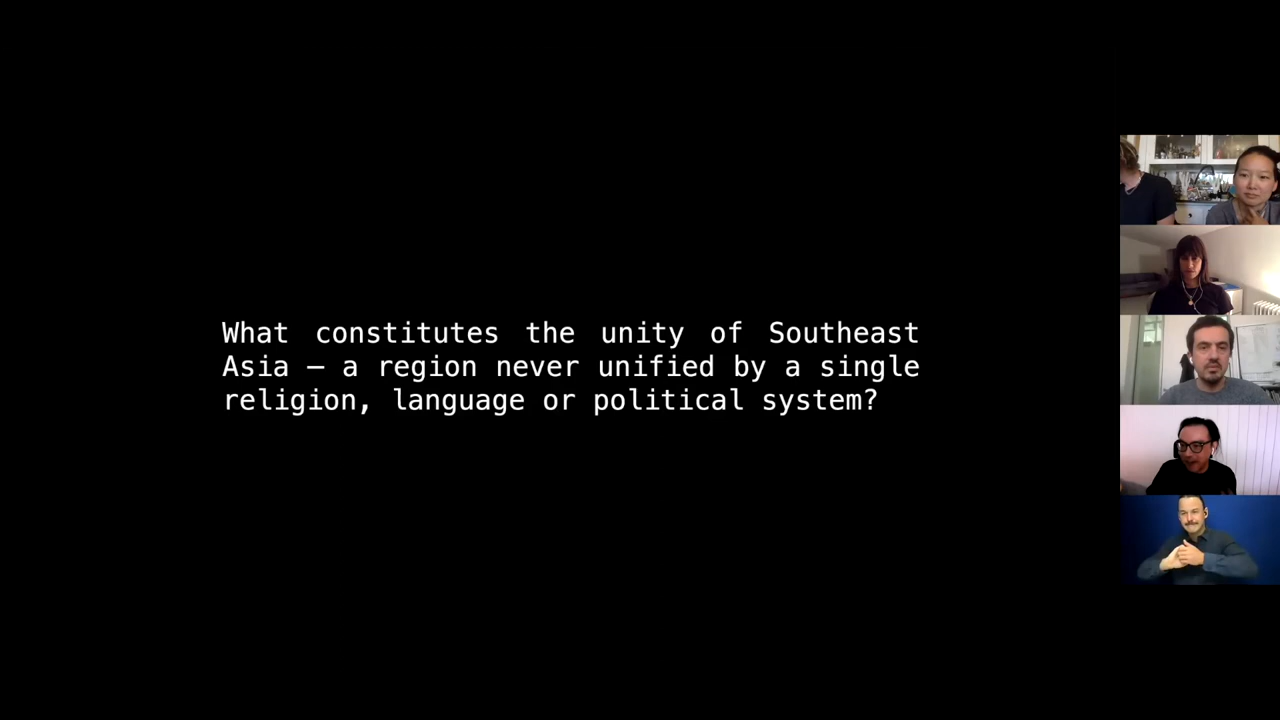 What constitutes the unity of Southeast
Asia — a region never unified by a single
religion, language or political system?